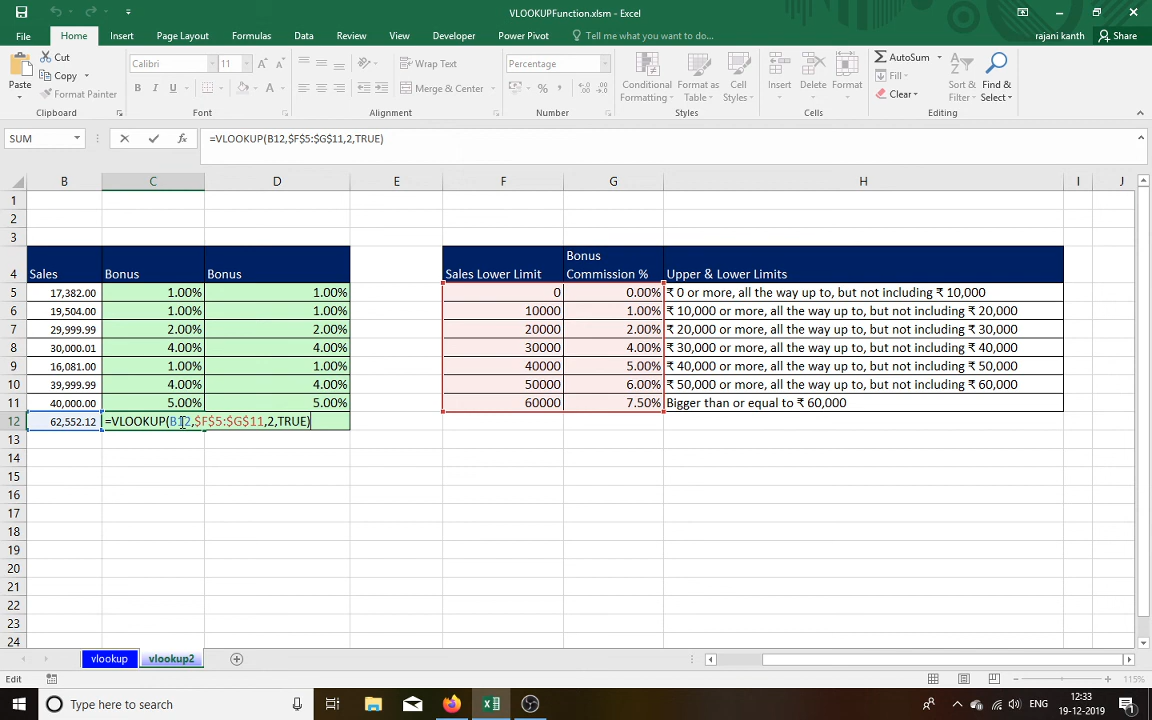 VLOOKUPFunction.xlsm - Excel
File Home Insert Page Layout Formulas Data Review View Developer Power Pivot Tell me what you want to do... rajani kanth Share
Paste
Cut
Copy
Format Painter
Clipboard
Calibri 11
B I U
Font
Wrap Text
Merge & Center
Alignment
Percentage
%
Number
Conditional Formatting
Format as Table
Cell Styles
Styles
Insert
Delete
Format
Cells
AutoSum
Fill
Clear
Sort & Filter
Find & Select
Editing
SUM =VLOOKUP(B12,$F$5:$G$11,2,TRUE)
B C D E F G H I J
1
2
3
4 Sales Bonus Bonus Sales Lower Limit Bonus Commission % Upper & Lower Limits
5 17,382.00 1.00% 1.00% 0 0.00% ₹ 0 or more, all the way up to, but not including ₹ 10,000
6 19,504.00 1.00% 1.00% 10000 1.00% ₹ 10,000 or more, all the way up to, but not including ₹ 20,000
7 29,999.99 2.00% 2.00% 20000 2.00% ₹ 20,000 or more, all the way up to, but not including ₹ 30,000
8 30,000.01 4.00% 4.00% 30000 4.00% ₹ 30,000 or more, all the way up to, but not including ₹ 40,000
9 16,081.00 1.00% 1.00% 40000 5.00% ₹ 40,000 or more, all the way up to, but not including ₹ 50,000
10 39,999.99 4.00% 4.00% 50000 6.00% ₹ 50,000 or more, all the way up to, but not including ₹ 60,000
11 40,000.00 5.00% 5.00% 60000 7.50% Bigger than or equal to ₹ 60,000
12 62,552.12 =VLOOKUP(B12,$F$5:$G$11,2,TRUE)
13
14
15
16
17
18
19
20
21
22
23
24
vlookup vlookup2
Edit 115%
Type here to search
ENG
12:33
19-12-2019
1